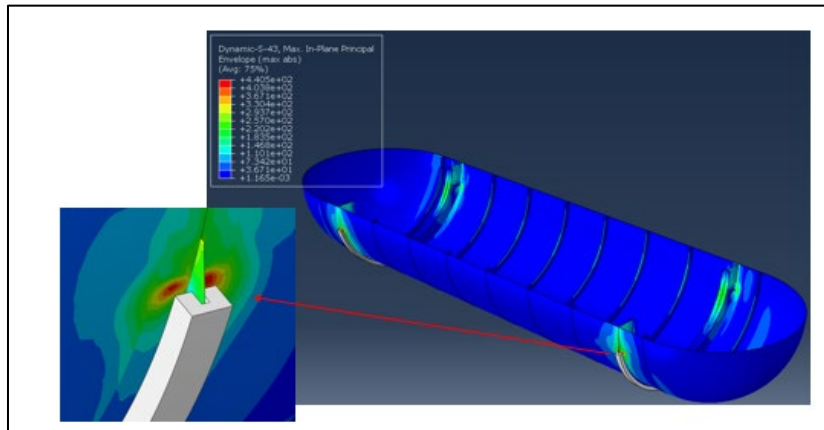 Dynamic-S-43, Max. In-Plane Principal
Envelope (max abs)
(Avg: 75%)
+4.405e+02
+4.038e+02
+3.671e+02
+3.304e+02
+2.937e+02
+2.570e+02
+2.202e+02
+1.835e+02
+1.468e+02
+1.101e+02
+7.342e+01
+3.671e+01
+1.165e-03